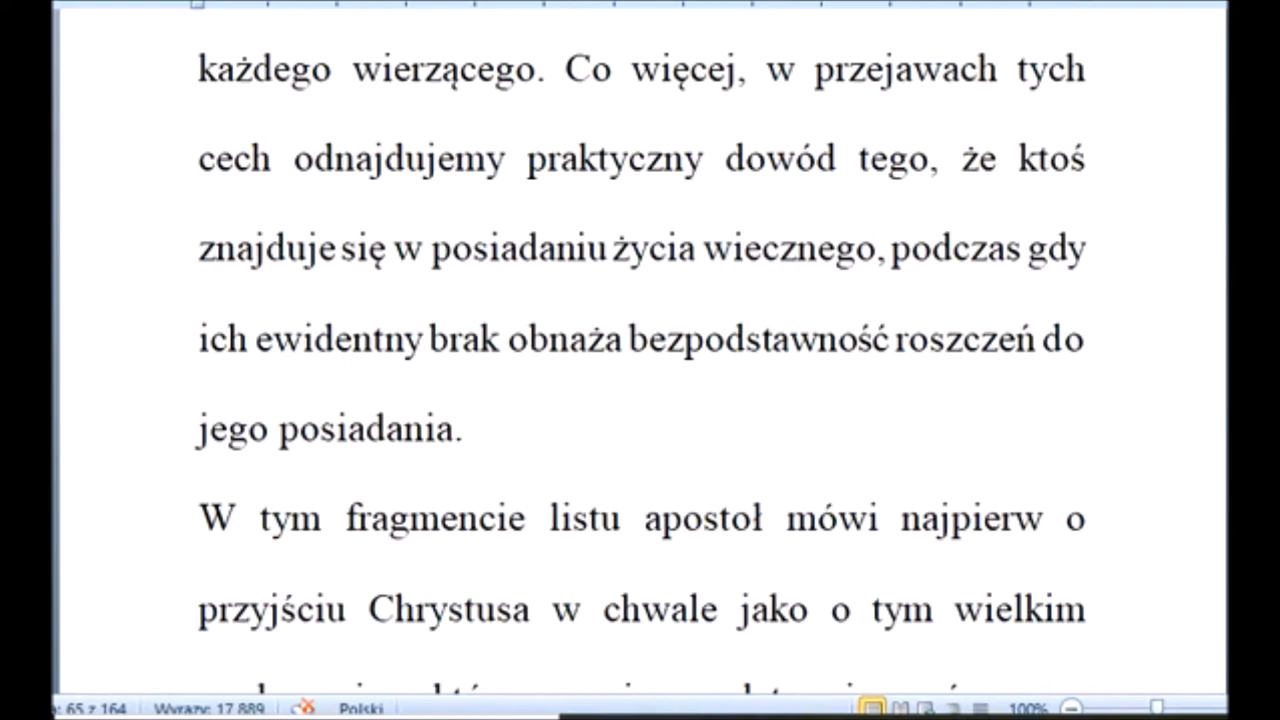 każdego wierzącego. Co więcej, w przejawach tych
cech odnajdujemy praktyczny dowód tego, że ktoś
znajduje się w posiadaniu życia wiecznego, podczas gdy
ich ewidentny brak obnaża bezpodstawność roszczeń do
jego posiadania.
W tym fragmencie listu apostoł mówi najpierw o
przyjściu Chrystusa w chwale jako o tym wielkim
: 65 z 164 Wyrazy: 17 889 Polski 100%